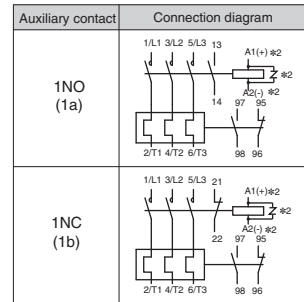 Auxiliary contact Connection diagram
1NO
(1a)
1/L1 3/L2 5/L3 13
A1(+) *2
*2
A2(-) *2
14 97 95
2/T1 4/T2 6/T3 98 96
1NC
(1b)
1/L1 3/L2 5/L3 21
A1(+)*2
*2
A2(-) *2
22 97 95
2/T1 4/T2 6/T3 98 96